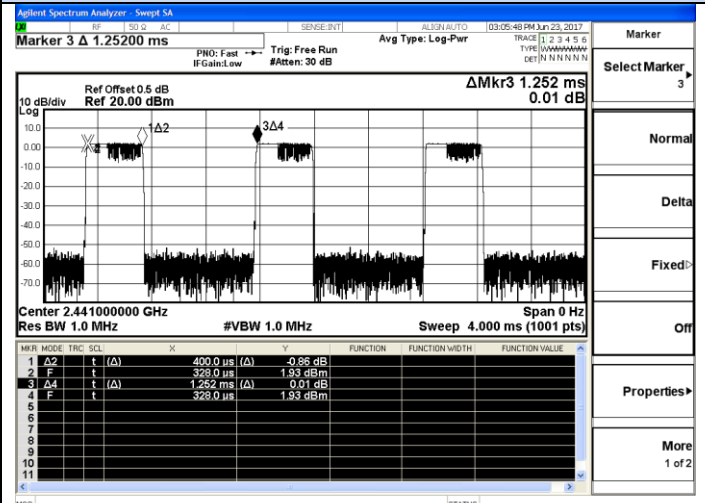 Agilent Spectrum Analyzer - Swept SA
LXI RF 50 Ω AC SENSE:INT ALIGN AUTO 03:05:48 PM Jun 23, 2017
Marker 3 Δ 1.25200 ms
PNO: Fast
IFGain:Low
Trig: Free Run
#Atten: 30 dB
Avg Type: Log-Pwr
TRACE 1 2 3 4 5 6
TYPE WWWWWW
DET N N N N N N
10 dB/div
Log
Ref Offset 0.5 dB
Ref 20.00 dBm
ΔMkr3 1.252 ms
0.01 dB
10.0
0.00
-10.0
-20.0
-30.0
-40.0
-50.0
-60.0
-70.0
1Δ2
3Δ4
Center 2.441000000 GHz
Span 0 Hz
Res BW 1.0 MHz
#VBW 1.0 MHz
Sweep 4.000 ms (1001 pts)
MKR MODE TRC SCL X Y FUNCTION FUNCTION WIDTH FUNCTION VALUE
1 Δ2 t (Δ) 400.0 µs (Δ) -0.86 dB
2 F t 328.0 µs 1.93 dBm
3 Δ4 t (Δ) 1.252 ms (Δ) 0.01 dB
4 F t 328.0 µs 1.93 dBm
5
6
7
8
9
10
11
MSG
STATUS
Marker
Select Marker
3
Normal
Delta
Fixed
Off
Properties
More
1 of 2